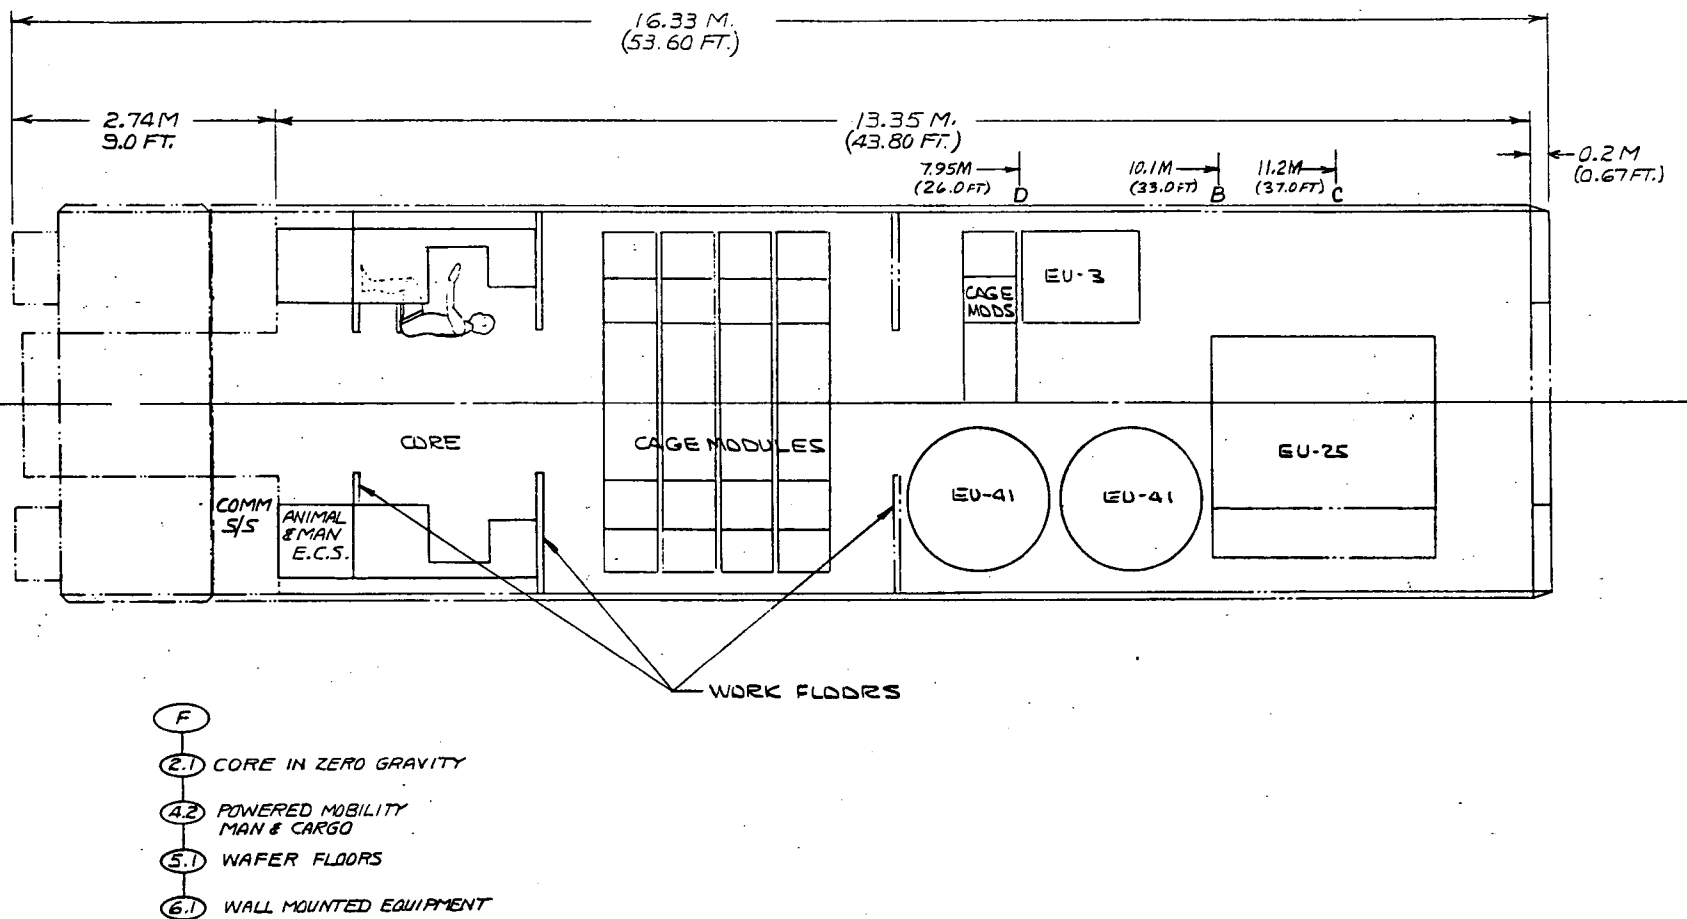 16.33 M.
(53.60 FT.)
2.74M
9.0 FT.
13.35 M.
(43.80 FT.)
0.2 M
(0.67 FT.)
7.95M
(26.0FT)
D
10.1M
(33.0FT)
B
11.2M
(37.0FT)
C
EU-3
CAGE
MODS
CORE
CAGE MODULES
EU-25
EU-41
EU-41
COMM
S/S
ANIMAL
& MAN
E.C.S.
WORK FLOORS
F
2.1 CORE IN ZERO GRAVITY
4.2 POWERED MOBILITY
MAN & CARGO
5.1 WAFER FLOORS
6.1 WALL MOUNTED EQUIPMENT